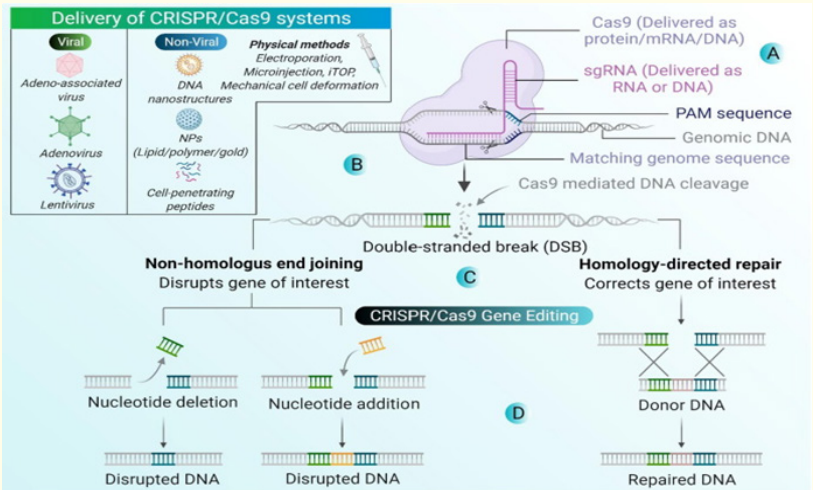 Delivery of CRISPR/Cas9 systems
Viral
Adeno-associated
virus
Adenovirus
Lentivirus
Non-Viral
DNA
nanostructures
NPs
(Lipid/polymer/gold)
Cell-penetrating
peptides
Physical methods
Electroporation,
Microinjection, iTOP,
Mechanical cell deformation
Cas9 (Delivered as
protein/mRNA/DNA)
A
sgRNA (Delivered as
RNA or DNA)
PAM sequence
Genomic DNA
Matching genome sequence
B
Cas9 mediated DNA cleavage
Double-stranded break (DSB)
Non-homologus end joining
Disrupts gene of interest
C
Homology-directed repair
Corrects gene of interest
CRISPR/Cas9 Gene Editing
Nucleotide deletion
Nucleotide addition
Donor DNA
D
Disrupted DNA
Disrupted DNA
Repaired DNA